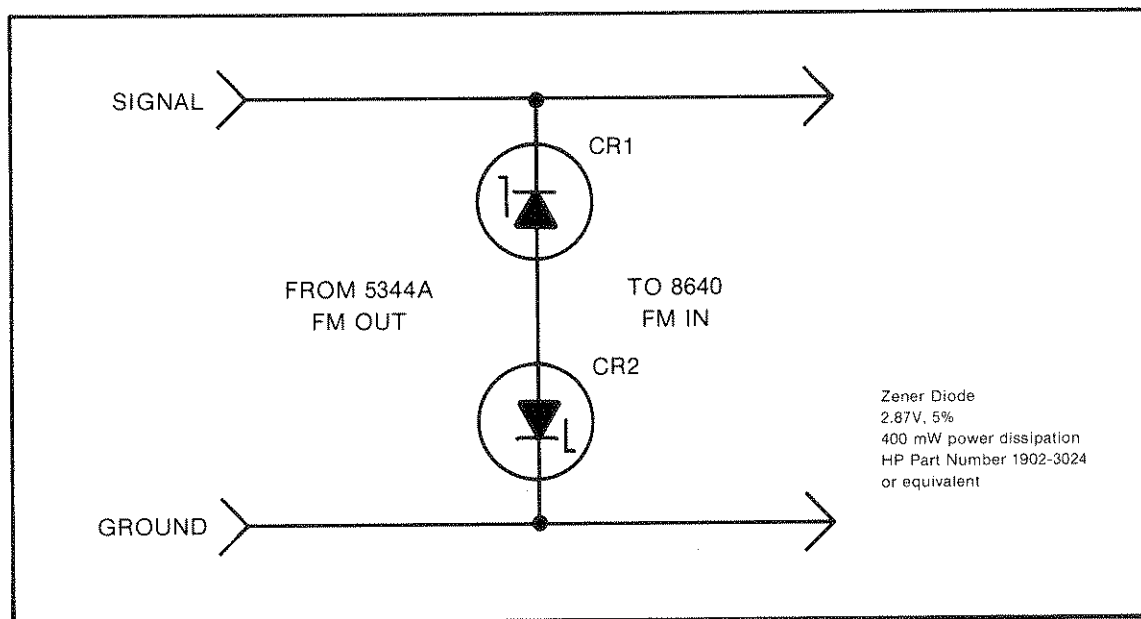 SIGNAL
CR1
FROM 5344A
FM OUT
TO 8640
FM IN
CR2
Zener Diode
2.87V, 5%
400 mW power dissipation
HP Part Number 1902-3024
or equivalent
GROUND